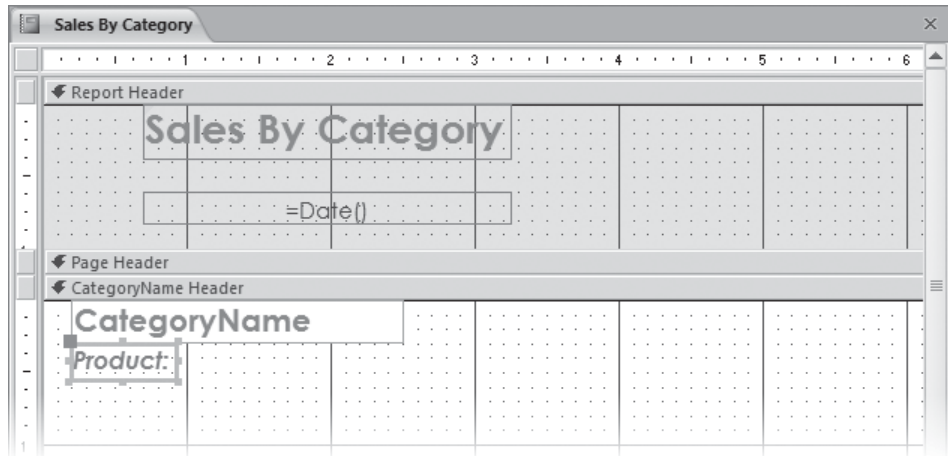 Sales By Category
1 2 3 4 5 6
Report Header
Sales By Category
=Date()
Page Header
CategoryName Header
CategoryName
Product:
1